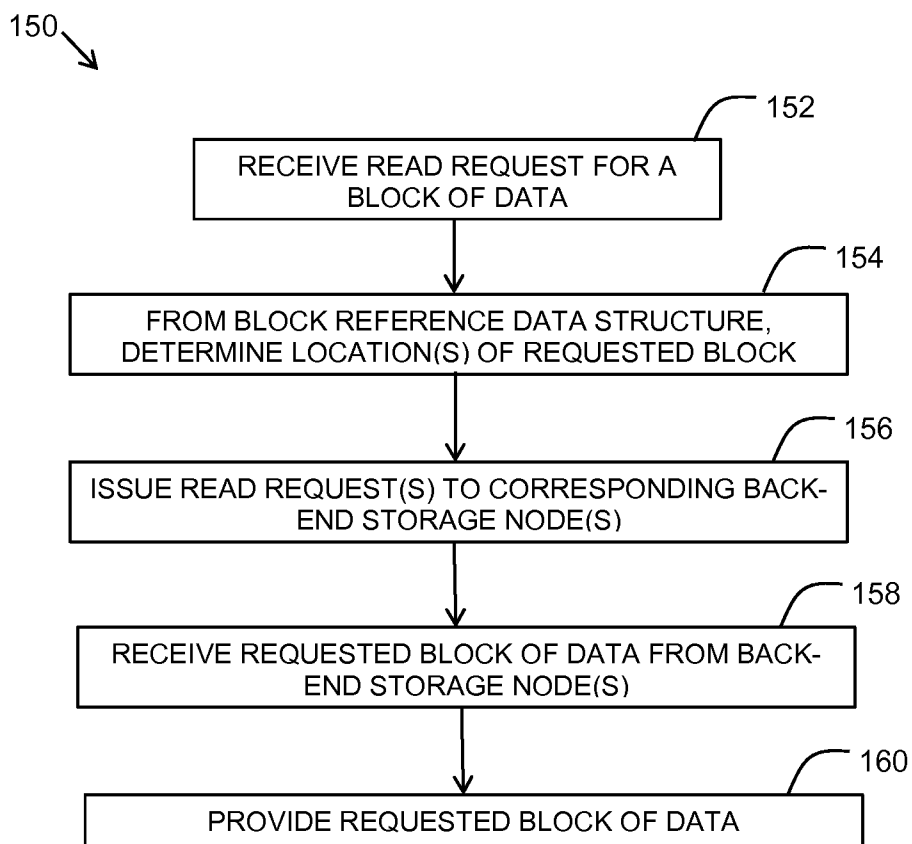 150
152
RECEIVE READ REQUEST FOR A
BLOCK OF DATA
154
FROM BLOCK REFERENCE DATA STRUCTURE,
DETERMINE LOCATION(S) OF REQUESTED BLOCK
156
ISSUE READ REQUEST(S) TO CORRESPONDING BACK-
END STORAGE NODE(S)
158
RECEIVE REQUESTED BLOCK OF DATA FROM BACK-
END STORAGE NODE(S)
160
PROVIDE REQUESTED BLOCK OF DATA